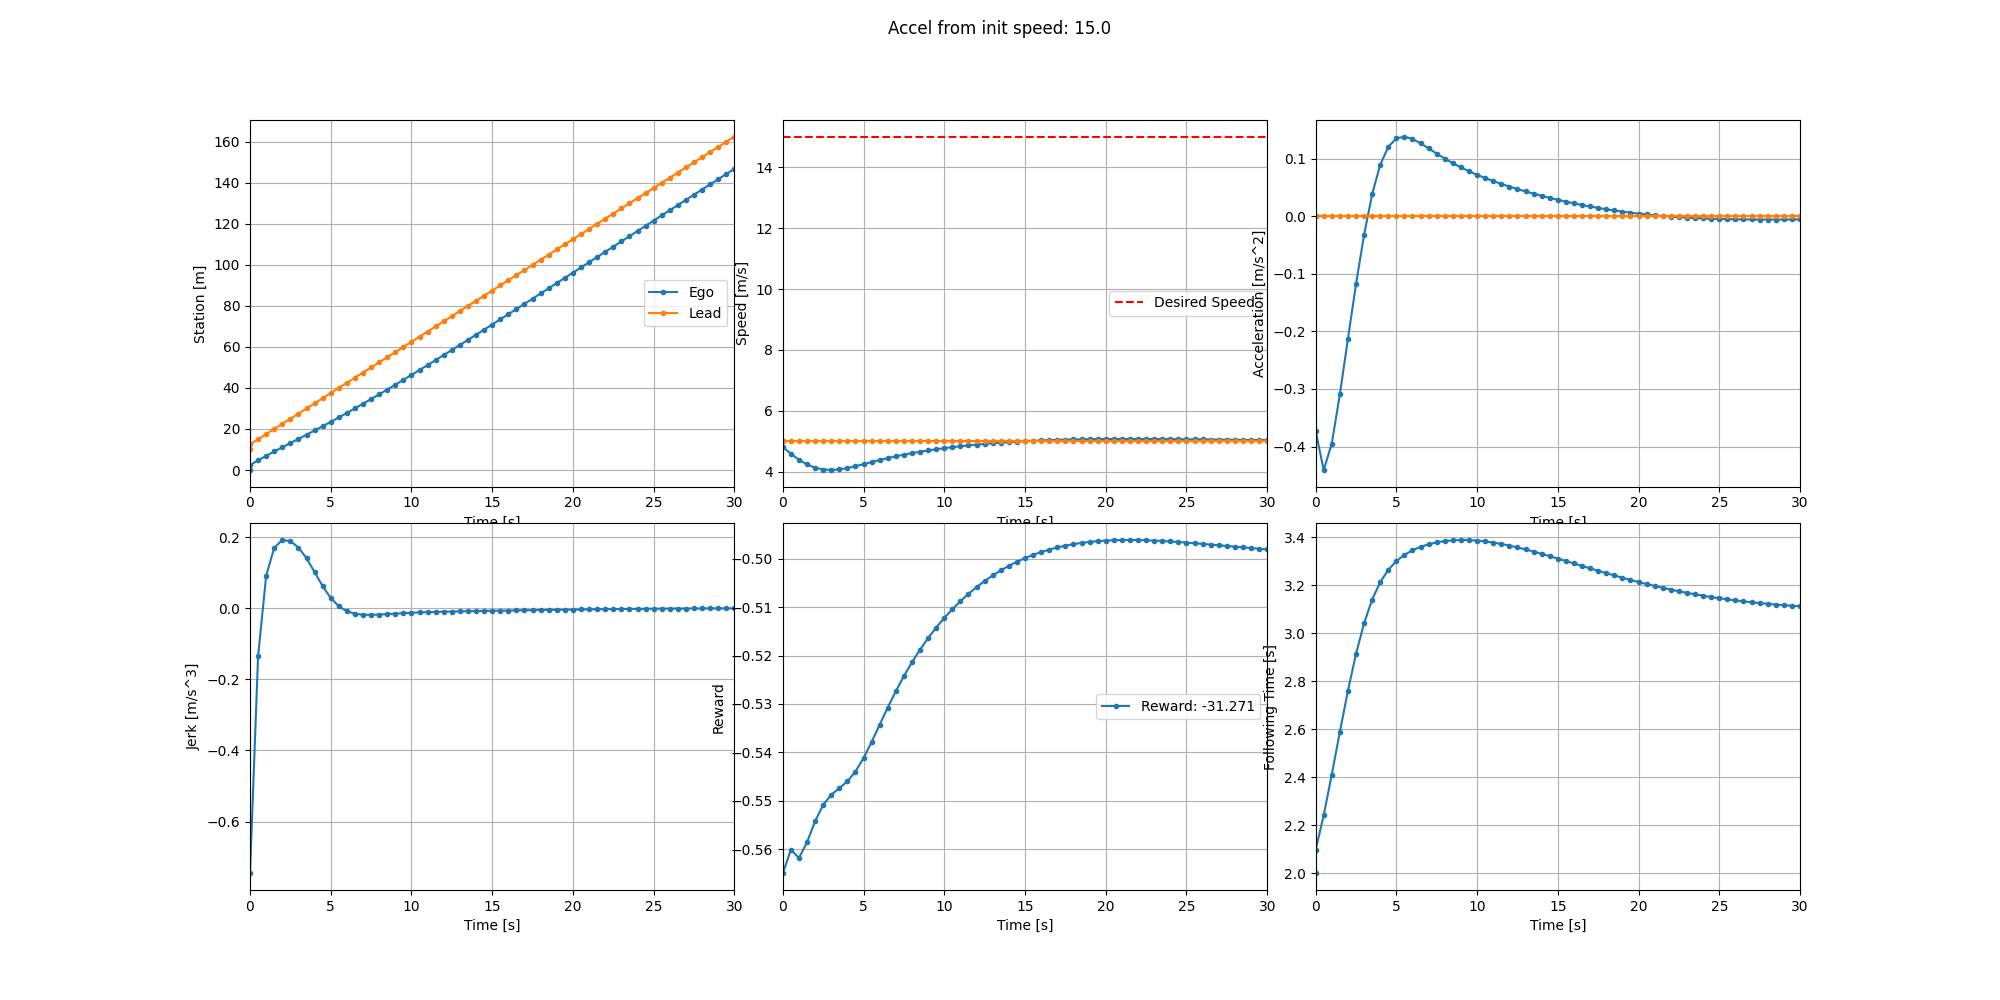 Accel from init speed: 15.0
160
140
120
100
80
60
40
20
0
Station [m]
Ego
Lead
0 5 10 15 20 25 30
Time [s]
14
12
10
8
6
4
Speed [m/s]
Desired Speed
0 5 10 15 20 25 30
Time [s]
0.1
0.0
−0.1
−0.2
−0.3
−0.4
Acceleration [m/s^2]
0 5 10 15 20 25 30
Time [s]
0.2
0.0
−0.2
−0.4
−0.6
Jerk [m/s^3]
0 5 10 15 20 25 30
Time [s]
−0.50
−0.51
−0.52
−0.53
−0.54
−0.55
−0.56
Reward
Reward: -31.271
0 5 10 15 20 25 30
Time [s]
3.4
3.2
3.0
2.8
2.6
2.4
2.2
2.0
Following Time [s]
0 5 10 15 20 25 30
Time [s]